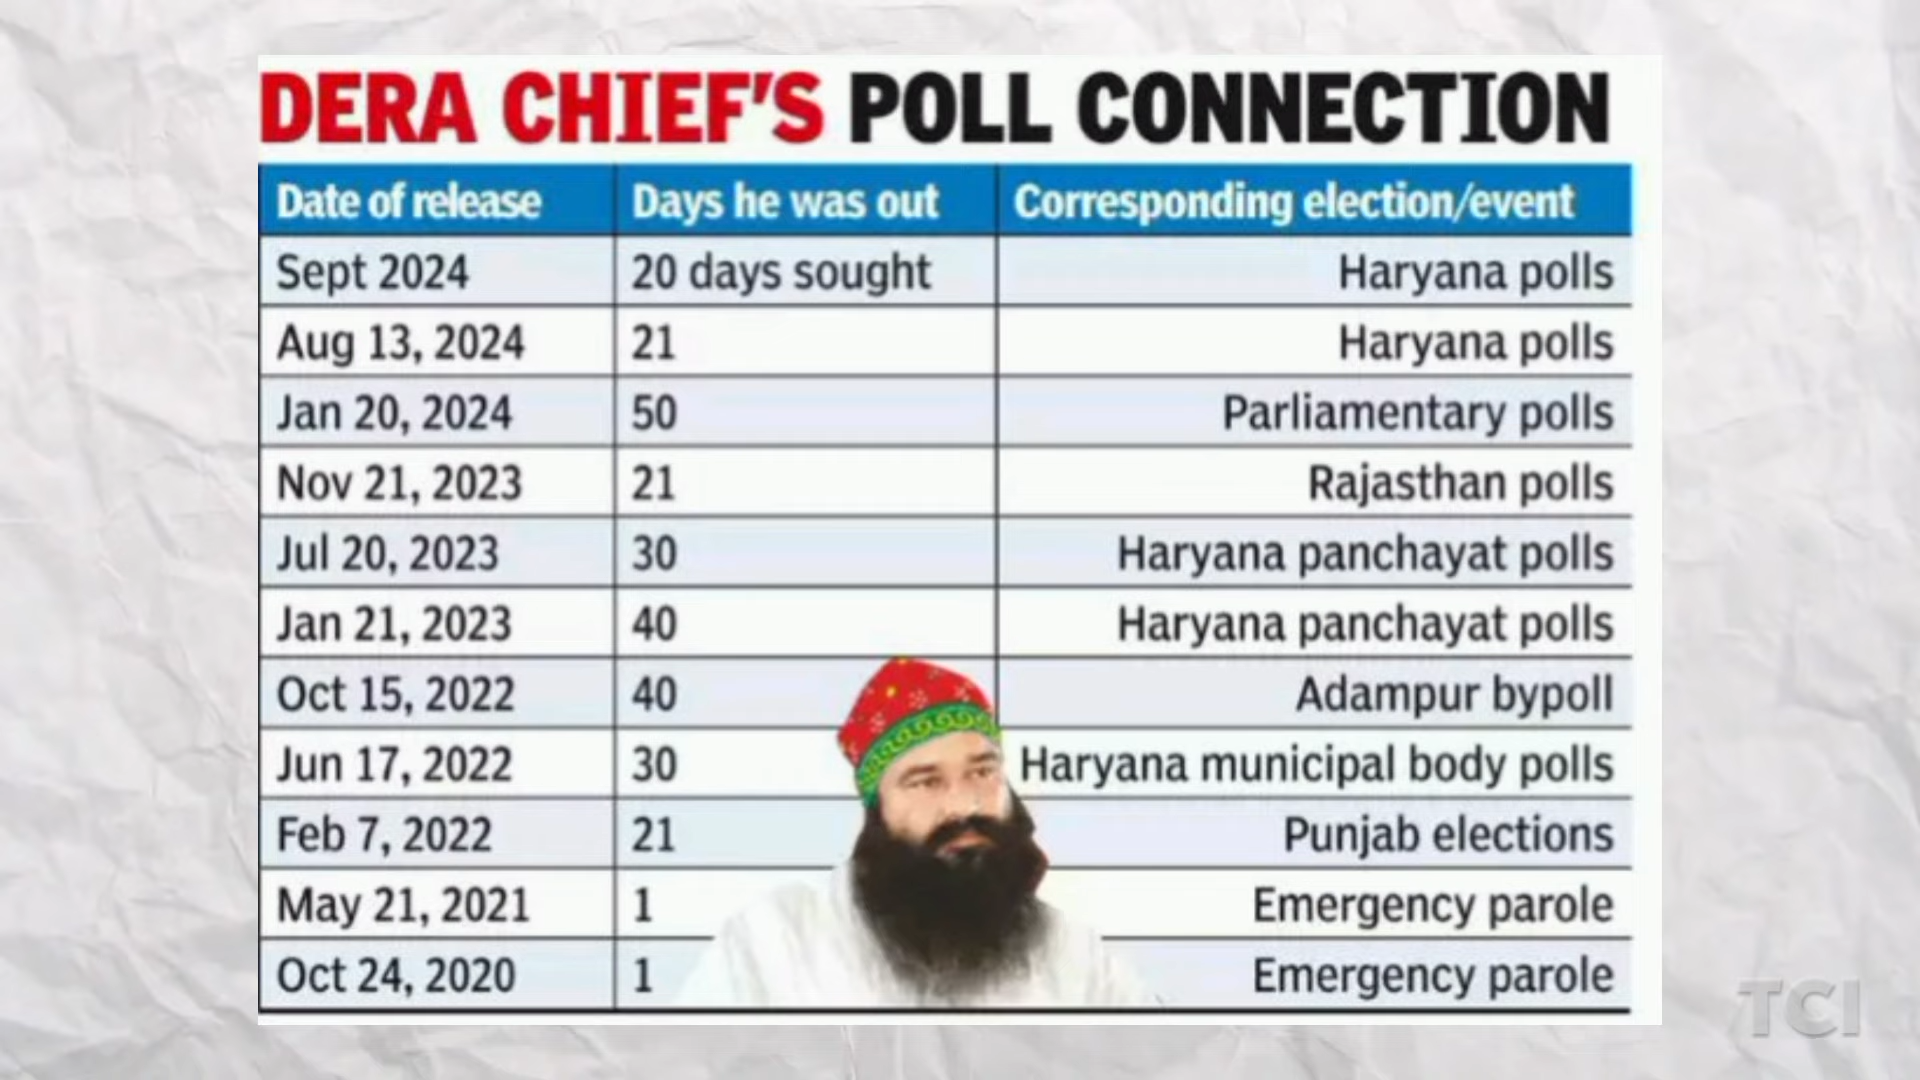 DERA CHIEF'S POLL CONNECTION
Date of release Days he was out Corresponding election/event
Sept 2024 20 days sought Haryana polls
Aug 13, 2024 21 Haryana polls
Jan 20, 2024 50 Parliamentary polls
Nov 21, 2023 21 Rajasthan polls
Jul 20, 2023 30 Haryana panchayat polls
Jan 21, 2023 40 Haryana panchayat polls
Oct 15, 2022 40 Adampur bypoll
Jun 17, 2022 30 Haryana municipal body polls
Feb 7, 2022 21 Punjab elections
May 21, 2021 1 Emergency parole
Oct 24, 2020 1 Emergency parole
TCI